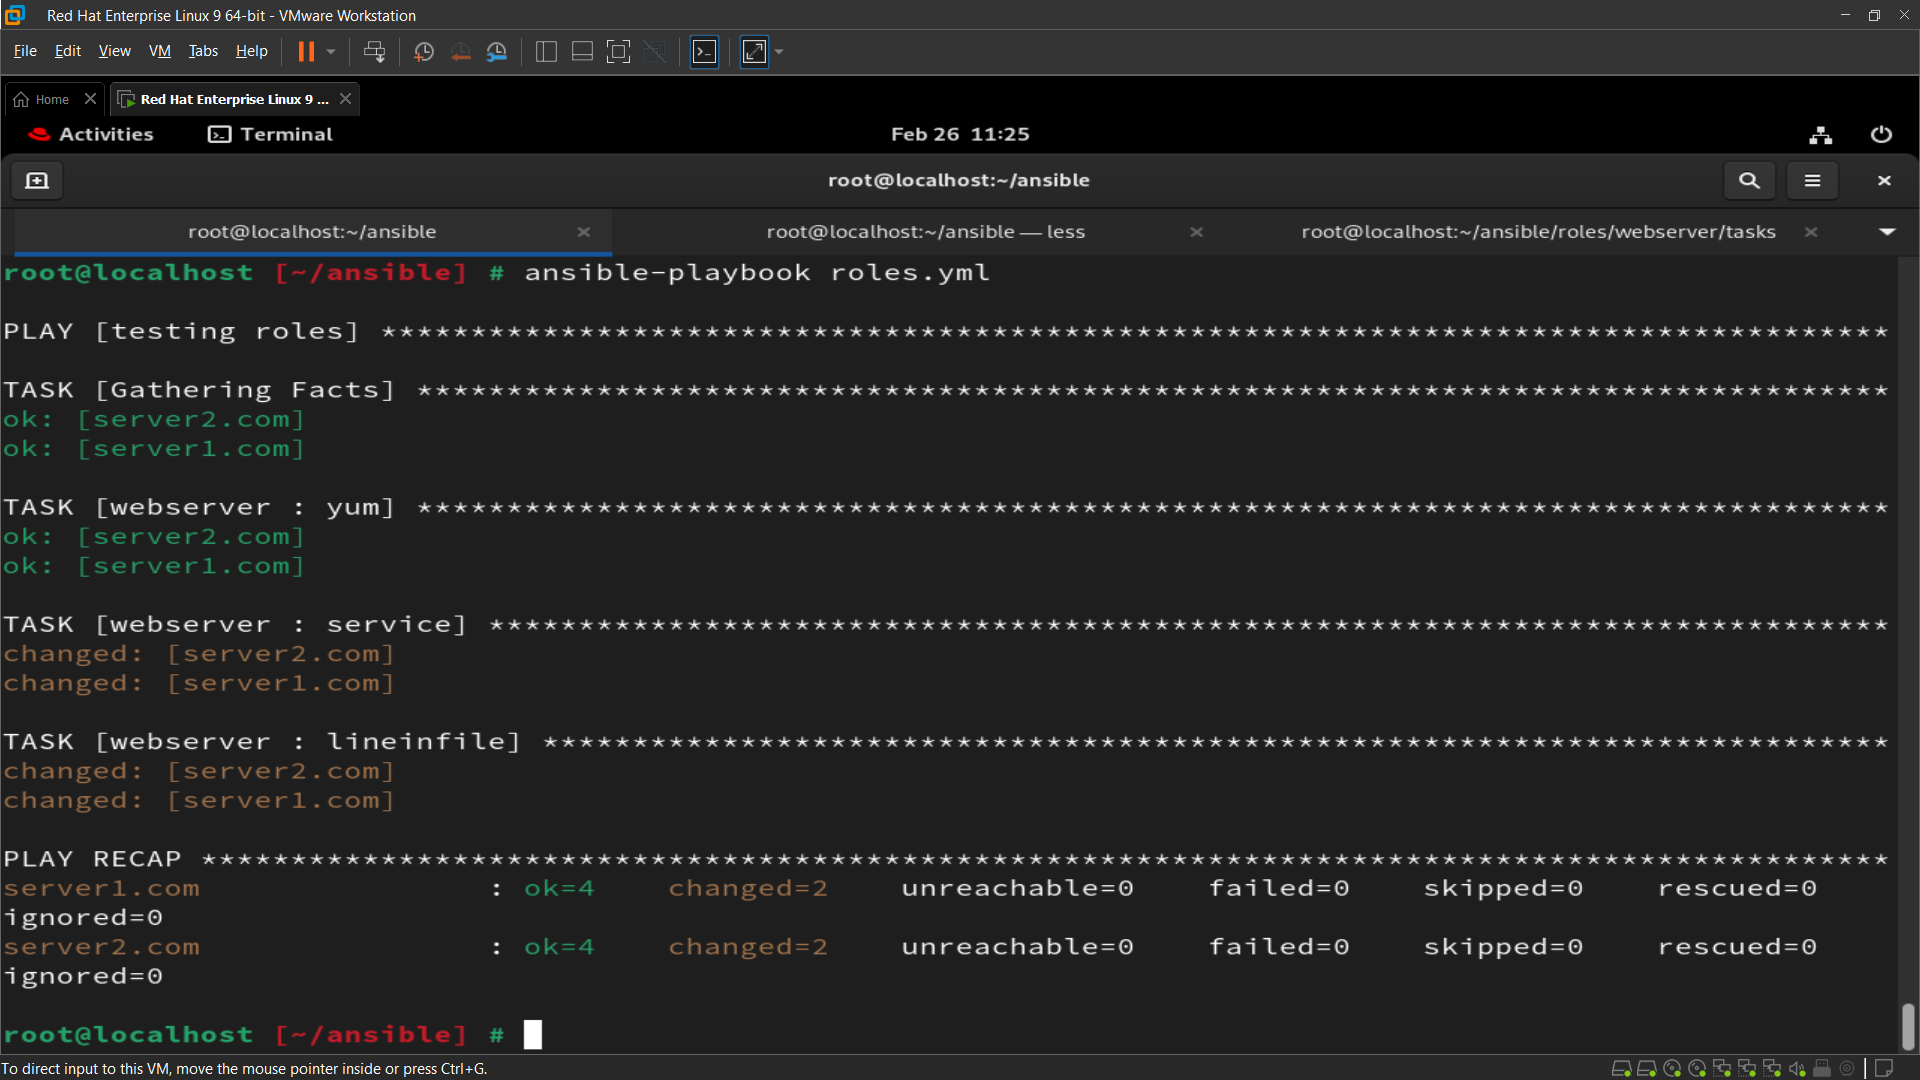 Red Hat Enterprise Linux 9 64-bit - VMware Workstation
File Edit View VM Tabs Help
Home Red Hat Enterprise Linux 9 ...
Activities Terminal Feb 26 11:25
root@localhost:~/ansible
root@localhost:~/ansible root@localhost:~/ansible — less root@localhost:~/ansible/roles/webserver/tasks
root@localhost [~/ansible] # ansible-playbook roles.yml
PLAY [testing roles] ************************************************************************************
TASK [Gathering Facts] **********************************************************************************
ok: [server2.com]
ok: [server1.com]
TASK [webserver : yum] **********************************************************************************
ok: [server2.com]
ok: [server1.com]
TASK [webserver : service] ******************************************************************************
changed: [server2.com]
changed: [server1.com]
TASK [webserver : lineinfile] ***************************************************************************
changed: [server2.com]
changed: [server1.com]
PLAY RECAP **********************************************************************************************
server1.com : ok=4 changed=2 unreachable=0 failed=0 skipped=0 rescued=0
ignored=0
server2.com : ok=4 changed=2 unreachable=0 failed=0 skipped=0 rescued=0
ignored=0
root@localhost [~/ansible] #
To direct input to this VM, move the mouse pointer inside or press Ctrl+G.